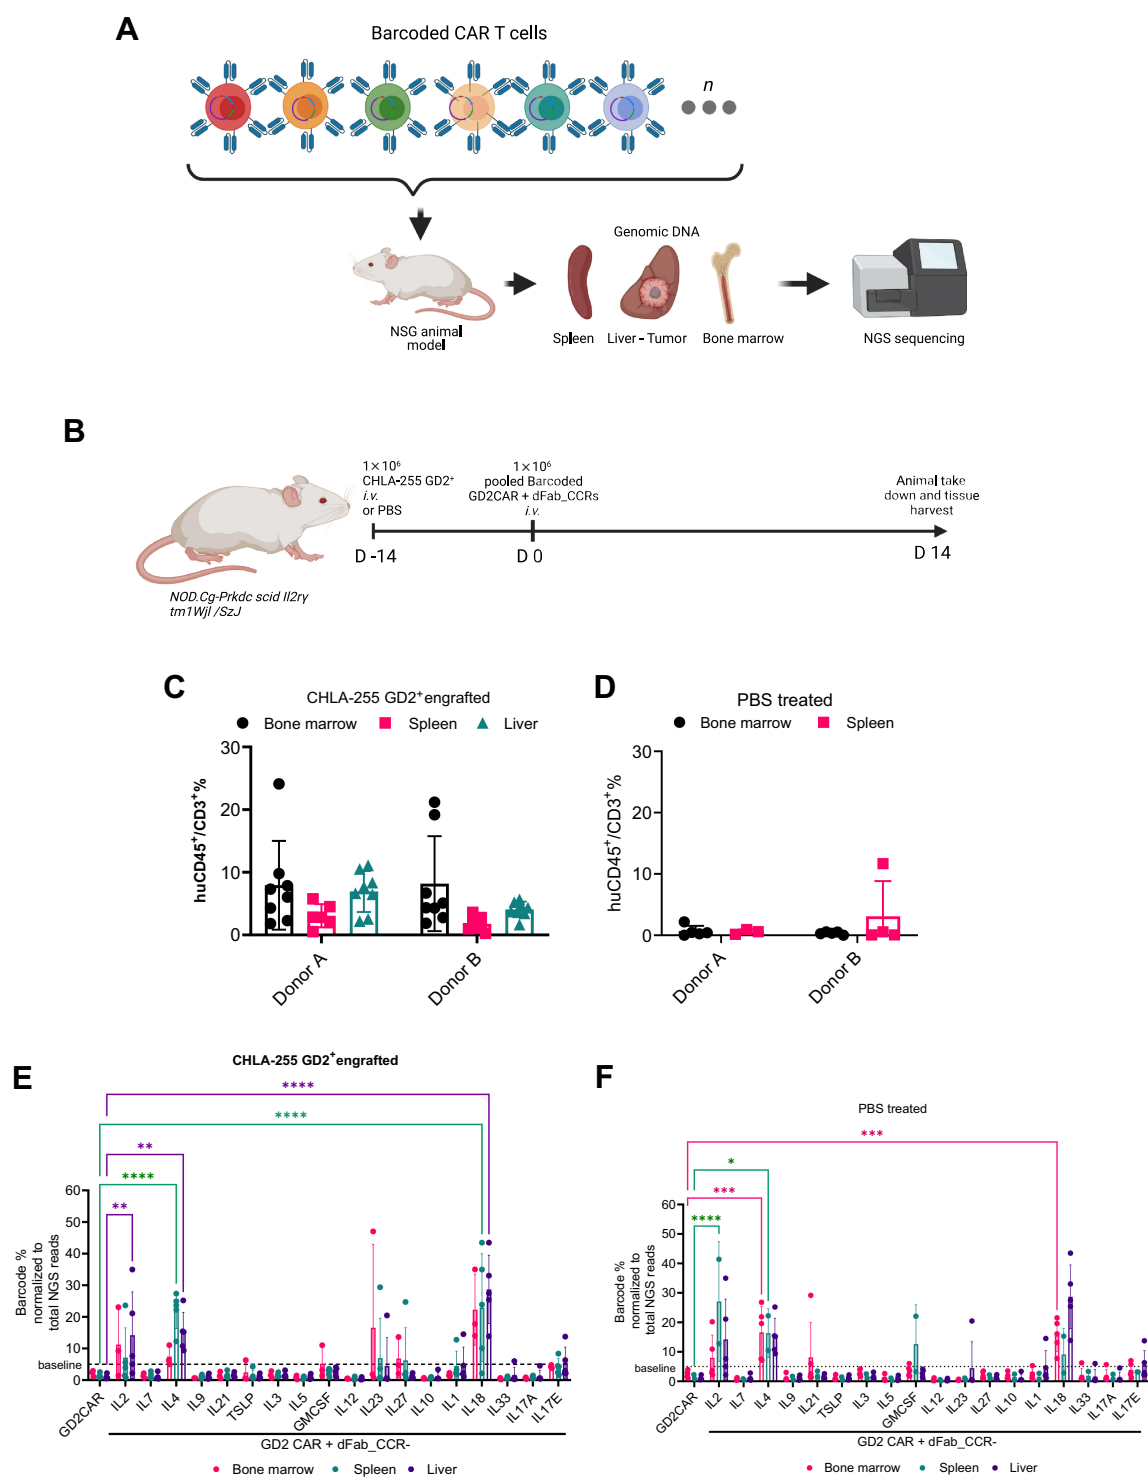 A
Barcoded CAR T cells
n
Genomic DNA
NSG animal
model
Spleen
Liver - Tumor
Bone marrow
NGS sequencing
B
1×10⁶
CHLA-255 GD2⁺
i.v.
or PBS
1×10⁶
pooled Barcoded
GD2CAR + dFab_CCRs
i.v.
Animal take
down and tissue
harvest
D -14
D 0
D 14
NOD.Cg-Prkdc scid Il2rγ
tm1Wjl /SzJ
C
CHLA-255 GD2⁺engrafted
Bone marrow
Spleen
Liver
huCD45⁺/CD3⁺%
30
20
10
0
Donor A
Donor B
D
PBS treated
Bone marrow
Spleen
huCD45⁺/CD3⁺%
30
20
10
0
Donor A
Donor B
E
CHLA-255 GD2⁺engrafted
****
****
**
****
**
Barcode %
normalized to
total NGS reads
60
50
40
30
20
10
baseline
0
GD2CAR
IL2
IL7
IL4
IL9
IL21
TSLP
IL3
IL5
GMCSF
IL12
IL23
IL27
IL10
IL1
IL18
IL33
IL17A
IL17E
GD2 CAR + dFab_CCR-
Bone marrow
Spleen
Liver
F
PBS treated
***
*
***
****
Barcode %
normalized to
total NGS reads
60
50
40
30
20
10
baseline
0
GD2CAR
IL2
IL7
IL4
IL9
IL21
TSLP
IL3
IL5
GMCSF
IL12
IL23
IL27
IL10
IL1
IL18
IL33
IL17A
IL17E
GD2 CAR + dFab_CCR-
Bone marrow
Spleen
Liver